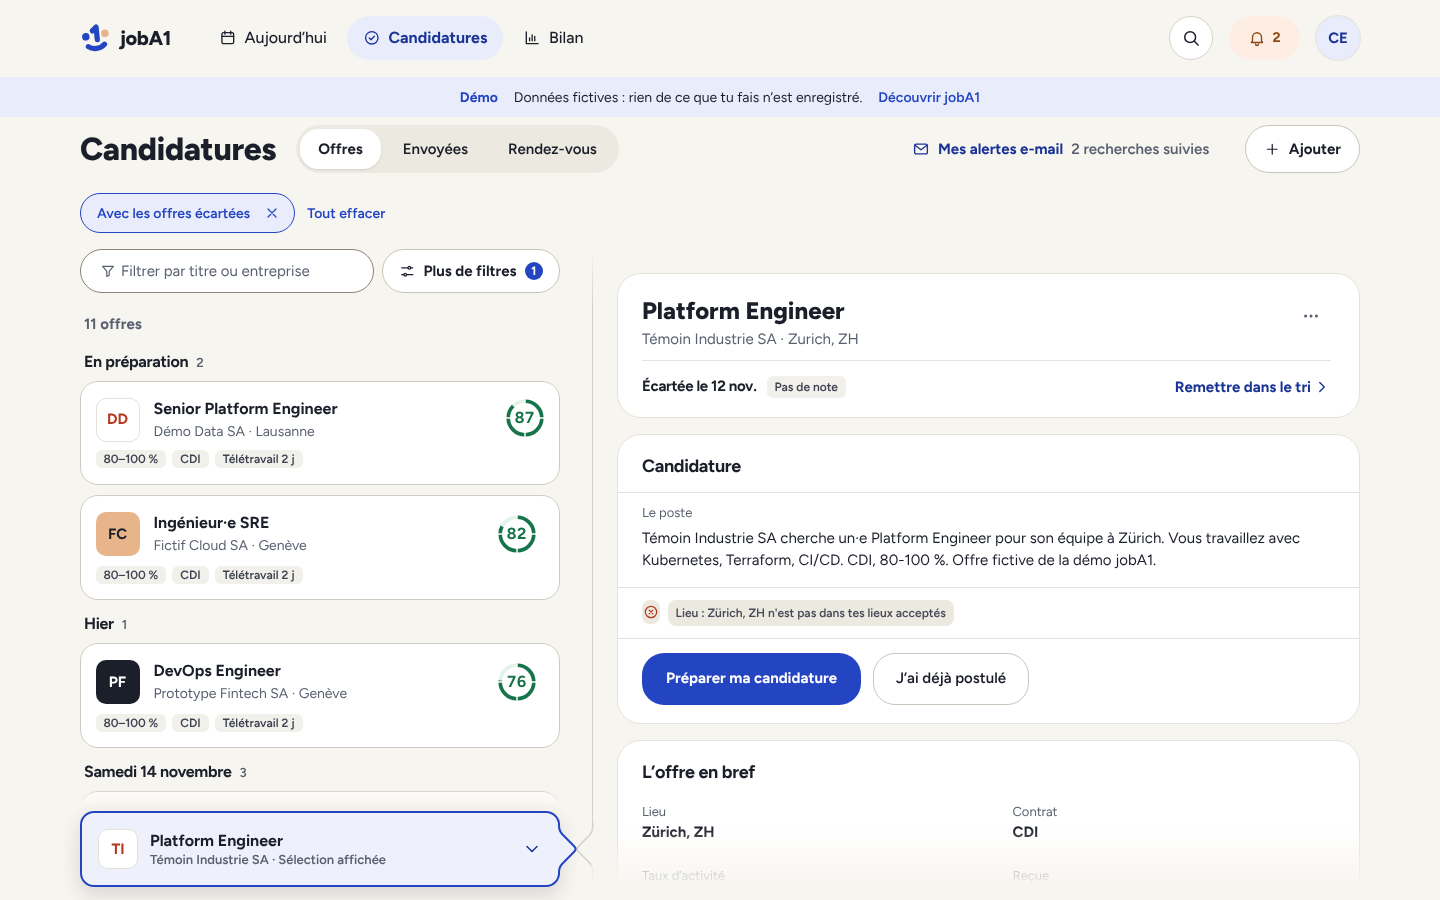 jobA1
Aujourd’hui
Candidatures
Bilan
2
CE
Démo Données fictives : rien de ce que tu fais n’est enregistré. Découvrir jobA1
Candidatures
Offres
Envoyées
Rendez-vous
Mes alertes e-mail 2 recherches suivies
Ajouter
Avec les offres écartées
Tout effacer
Filtrer par titre ou entreprise
Plus de filtres 1
11 offres
En préparation 2
DD
Senior Platform Engineer
Démo Data SA · Lausanne
87
80–100 % CDI Télétravail 2 j
FC
Ingénieur·e SRE
Fictif Cloud SA · Genève
82
80–100 % CDI Télétravail 2 j
Hier 1
PF
DevOps Engineer
Prototype Fintech SA · Genève
76
80–100 % CDI Télétravail 2 j
Samedi 14 novembre 3
TI
Platform Engineer
Témoin Industrie SA · Sélection affichée
Platform Engineer
Témoin Industrie SA · Zurich, ZH
Écartée le 12 nov. Pas de note
Remettre dans le tri
Candidature
Le poste
Témoin Industrie SA cherche un·e Platform Engineer pour son équipe à Zürich. Vous travaillez avec
Kubernetes, Terraform, CI/CD. CDI, 80-100 %. Offre fictive de la démo jobA1.
Lieu : Zürich, ZH n'est pas dans tes lieux acceptés
Préparer ma candidature
J’ai déjà postulé
L’offre en bref
Lieu
Zürich, ZH
Contrat
CDI
Taux d’activité
Reçue